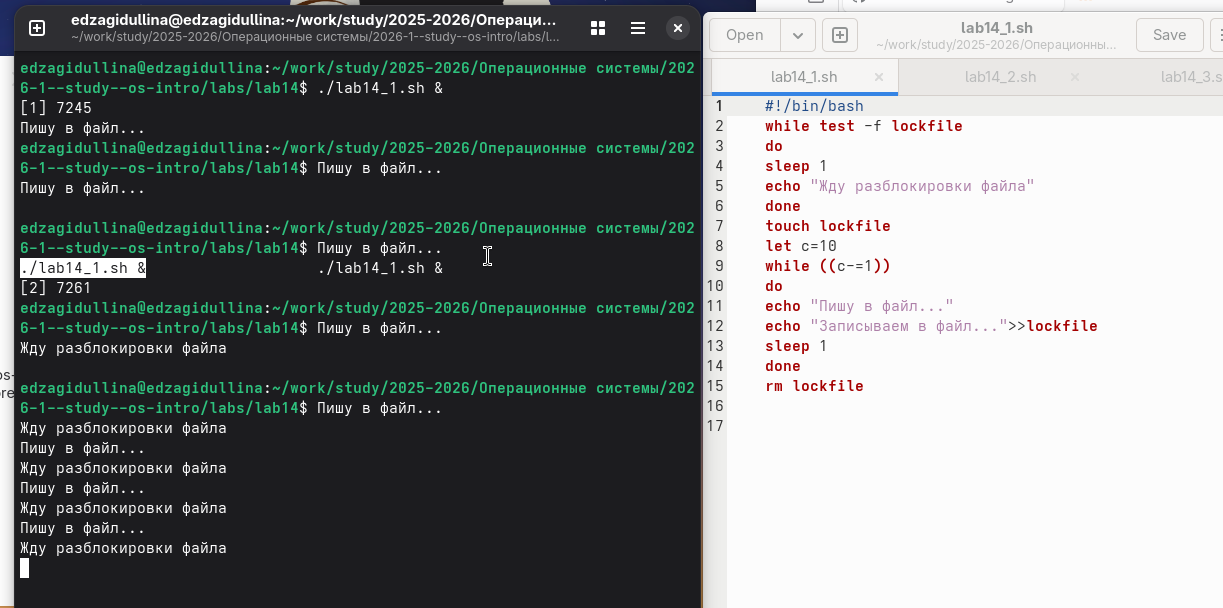 edzagidullina@edzagidullina:~/work/study/2025-2026/Операци...
~/work/study/2025-2026/Операционные системы/2026-1--study--os-intro/labs/l...
edzagidullina@edzagidullina:~/work/study/2025-2026/Операционные системы/202
6-1--study--os-intro/labs/lab14$ ./lab14_1.sh &
[1] 7245
Пишу в файл...
edzagidullina@edzagidullina:~/work/study/2025-2026/Операционные системы/202
6-1--study--os-intro/labs/lab14$ Пишу в файл...
Пишу в файл...
edzagidullina@edzagidullina:~/work/study/2025-2026/Операционные системы/202
6-1--study--os-intro/labs/lab14$ Пишу в файл...
./lab14_1.sh & ./lab14_1.sh &
[2] 7261
edzagidullina@edzagidullina:~/work/study/2025-2026/Операционные системы/202
6-1--study--os-intro/labs/lab14$ Пишу в файл...
Жду разблокировки файла
edzagidullina@edzagidullina:~/work/study/2025-2026/Операционные системы/202
6-1--study--os-intro/labs/lab14$ Пишу в файл...
Жду разблокировки файла
Пишу в файл...
Жду разблокировки файла
Пишу в файл...
Жду разблокировки файла
Пишу в файл...
Жду разблокировки файла
Open
lab14_1.sh
~/work/study/2025-2026/Операционны...
Save
lab14_1.sh
lab14_2.sh
lab14_3.s
1 #!/bin/bash
2 while test -f lockfile
3 do
4 sleep 1
5 echo "Жду разблокировки файла"
6 done
7 touch lockfile
8 let c=10
9 while ((c-=1))
10 do
11 echo "Пишу в файл..."
12 echo "Записываем в файл...">>lockfile
13 sleep 1
14 done
15 rm lockfile
16
17